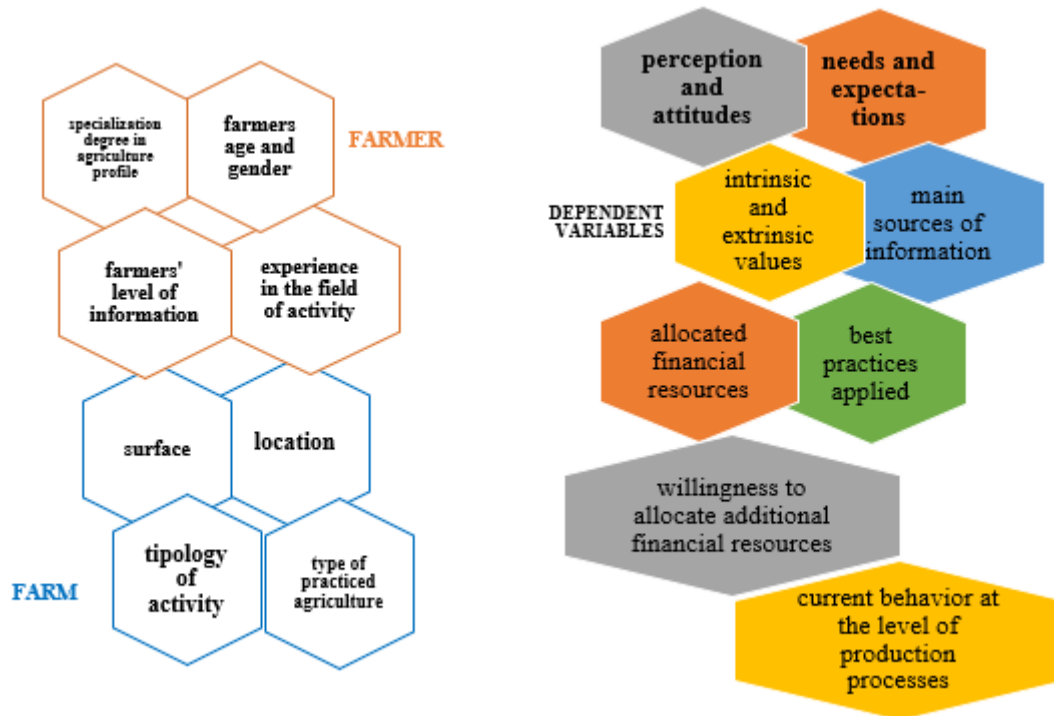 specialization
degree in
agriculture
profile
farmers
age and
gender
FARMER
farmers'
level of
information
experience
in the field
of activity
surface
location
FARM
tipology
of
activity
type of
practiced
agriculture
perception
and
attitudes
needs and
expecta-
tions
DEPENDENT
VARIABLES
intrinsic
and
extrinsic
values
main
sources of
information
allocated
financial
resources
best
practices
applied
willingness to
allocate additional
financial resources
current behavior at
the level of
production
processes